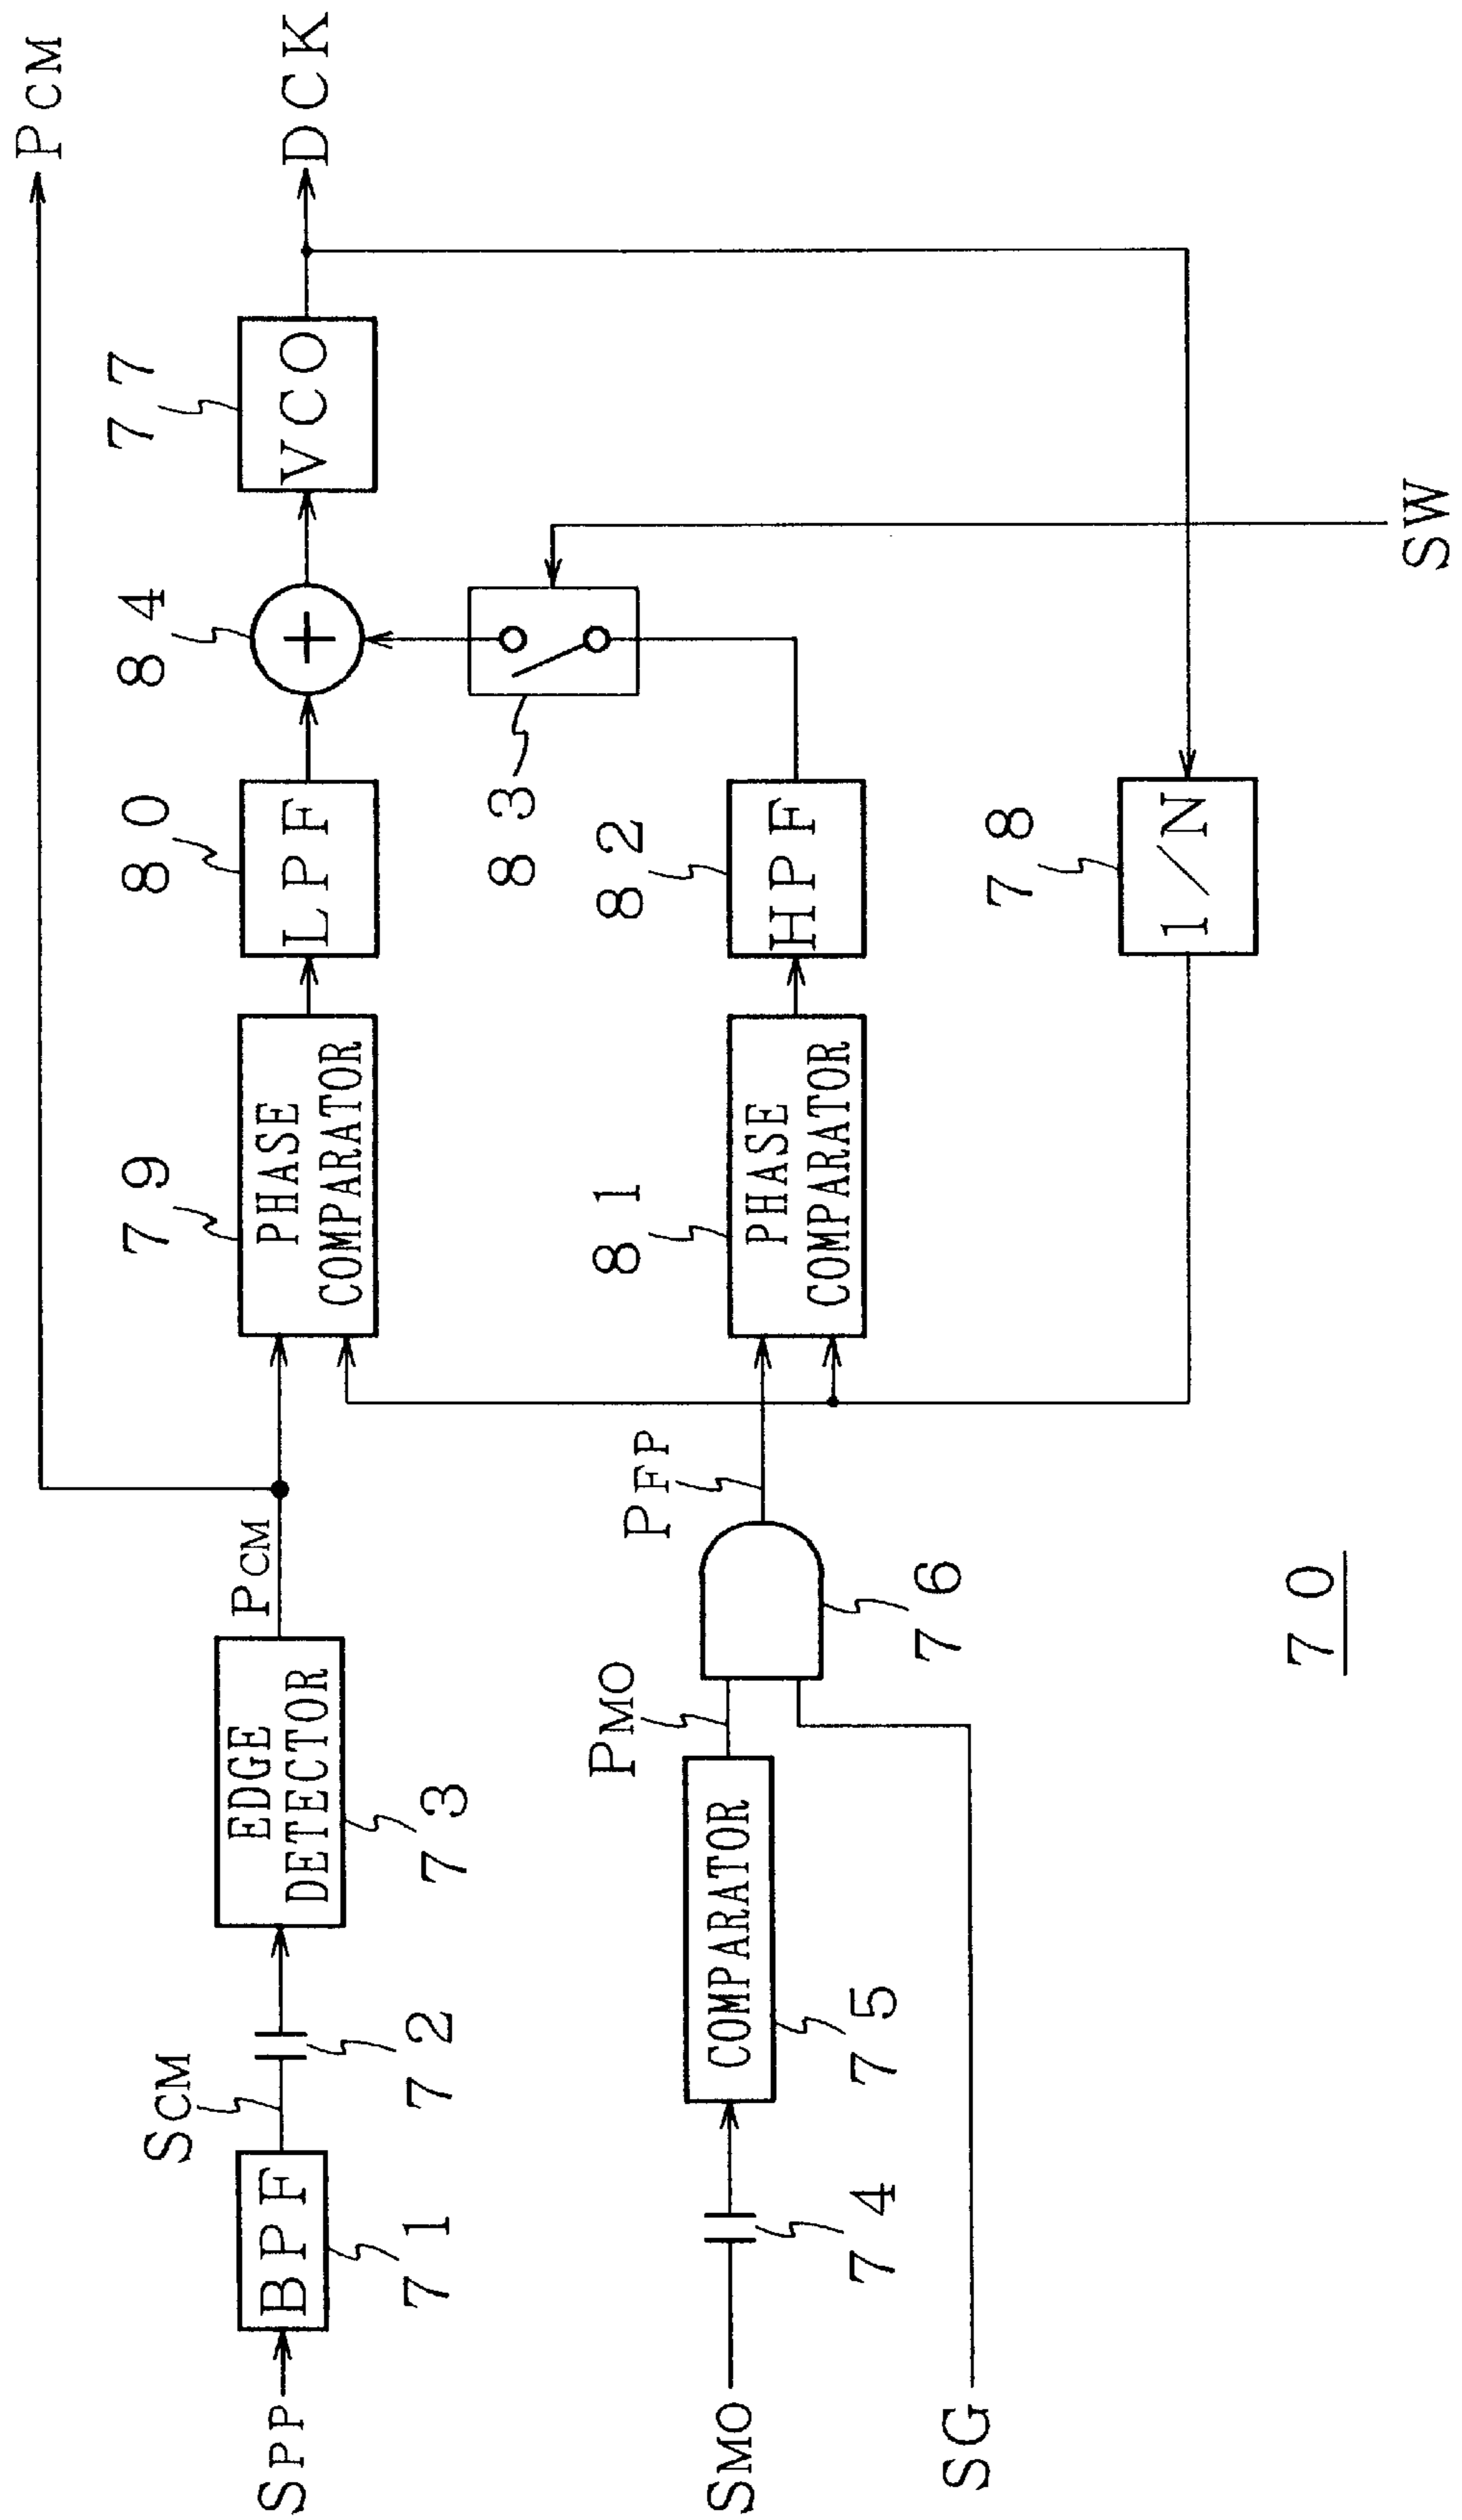 PCM
DCK
77
VCO
84
80
LPF
79
PHASE
COMPARATOR
PCM
EDGE
DETECTOR
73
SCM
72
BPF
71
SPP
83
SW
82
HPF
81
PHASE
COMPARATOR
PFP
76
PMO
COMPARATOR
75
74
SMO
SG
78
1/N
70